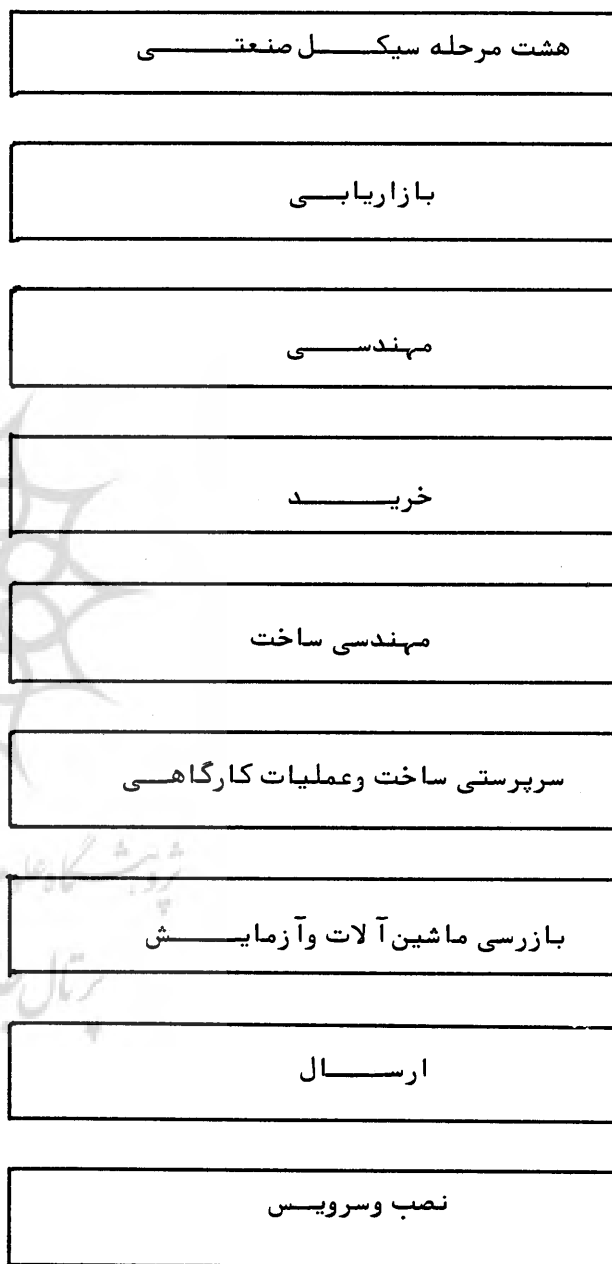 هشت مرحله سیکل صنعتی
بازاریابی
مهندسی
خرید
مهندسی ساخت
سرپرستی ساخت وعملیات کارگاهی
بازرسی ماشین آلات وآزمایش
ارسال
نصب وسرویس